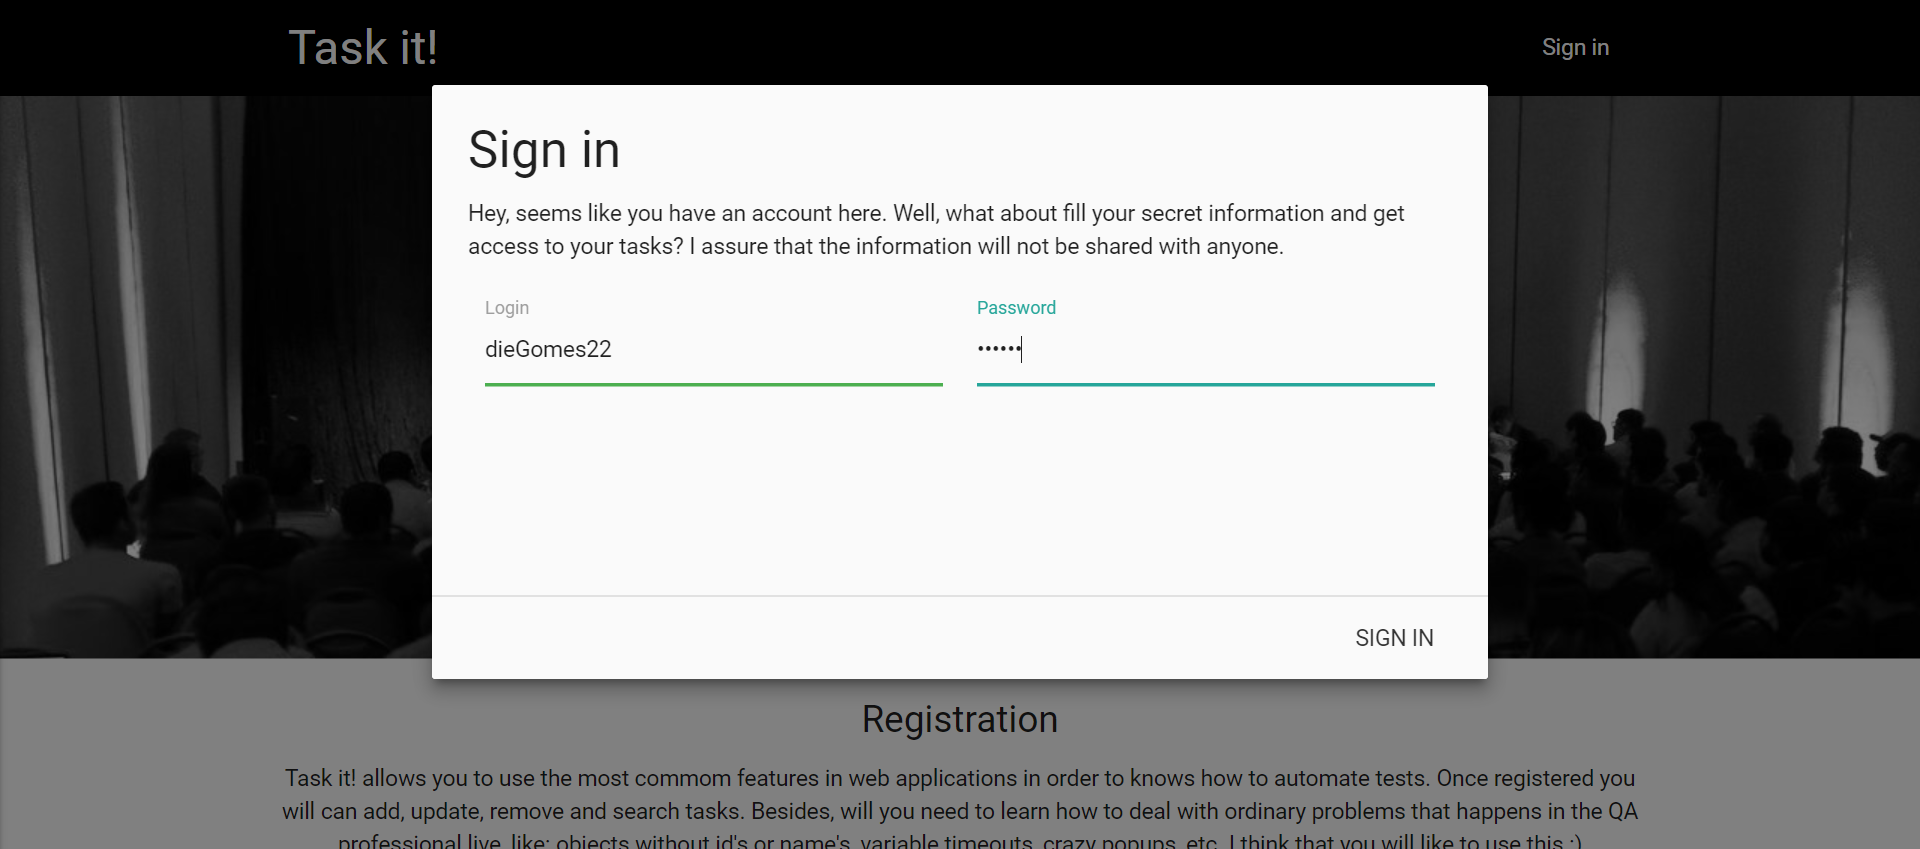 Task it!
Sign in
Sign in
Hey, seems like you have an account here. Well, what about fill your secret information and get
access to your tasks? I assure that the information will not be shared with anyone.
Login
Password
dieGomes22
••••••
SIGN IN
Registration
Task it! allows you to use the most commom features in web applications in order to knows how to automate tests. Once registered you
will can add, update, remove and search tasks. Besides, will you need to learn how to deal with ordinary problems that happens in the QA
professional live, like: objects without id's or name's, variable timeouts, crazy popups, etc. I think that you will like to use this :)